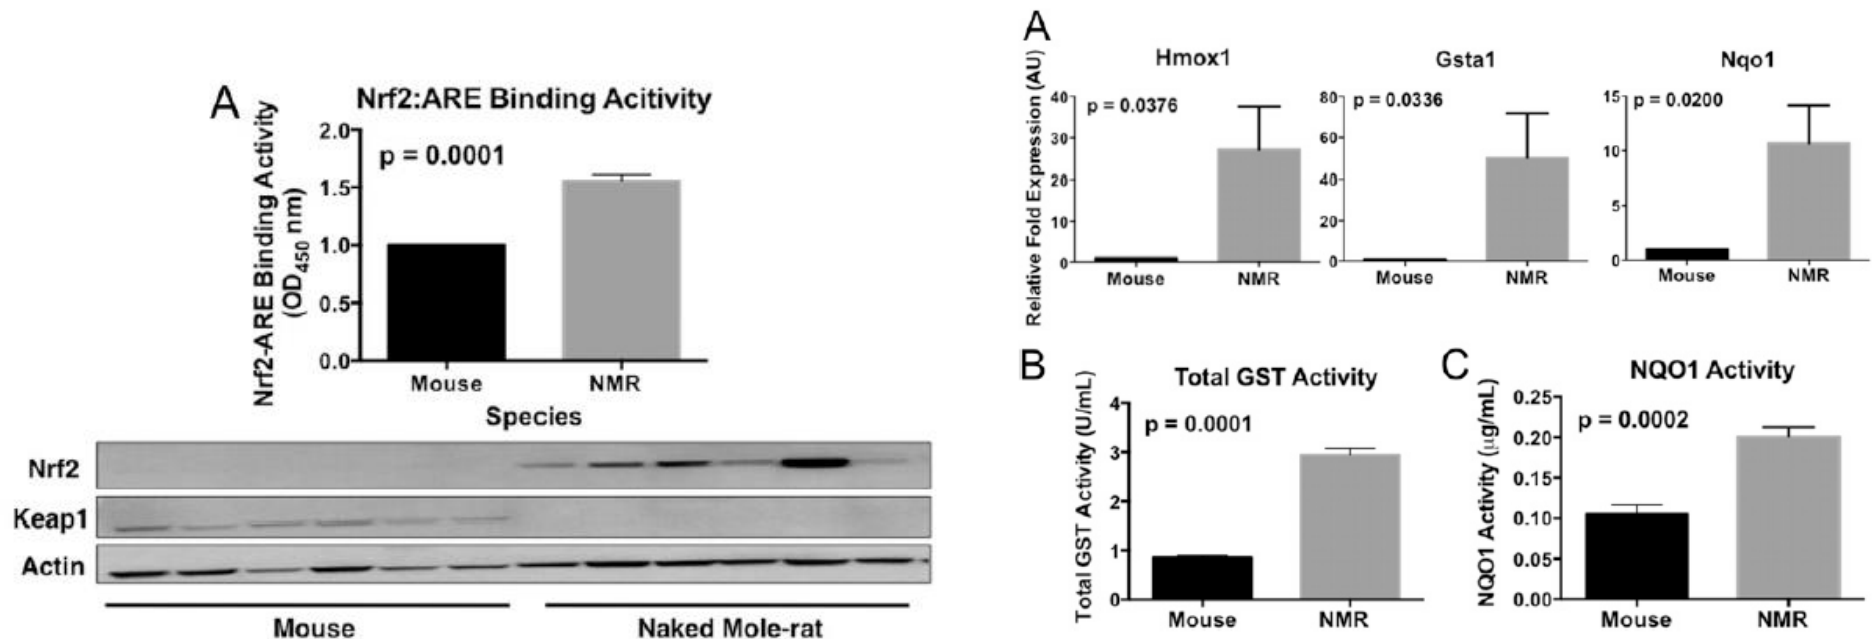 A
Nrf2:ARE Binding Acitivity
Nrf2-ARE Binding Activity
(OD450 nm)
2.0
1.5
1.0
0.5
0.0
p = 0.0001
Mouse
NMR
Species
Nrf2
Keap1
Actin
Mouse
Naked Mole-rat
A
Relative Fold Expression (AU)
Hmox1
40
30
20
10
0
p = 0.0376
Mouse
NMR
Gsta1
80
60
40
20
0
p = 0.0336
Mouse
NMR
Nqo1
15
10
5
0
p = 0.0200
Mouse
NMR
B
Total GST Activity
Total GST Activity (U/mL)
4
3
2
1
0
p = 0.0001
Mouse
NMR
C
NQO1 Activity
NQO1 Activity (μg/mL)
0.25
0.20
0.15
0.10
0.05
0.00
p = 0.0002
Mouse
NMR